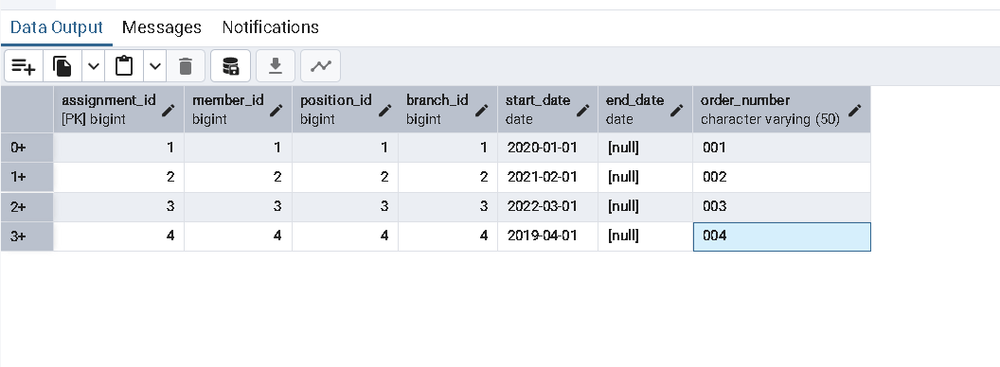 Data Output Messages Notifications
assignment_id member_id position_id branch_id start_date end_date order_number
[PK] bigint bigint bigint bigint date date character varying (50)
0+ 1 1 1 1 2020-01-01 [null] 001
1+ 2 2 2 2 2021-02-01 [null] 002
2+ 3 3 3 3 2022-03-01 [null] 003
3+ 4 4 4 4 2019-04-01 [null] 004